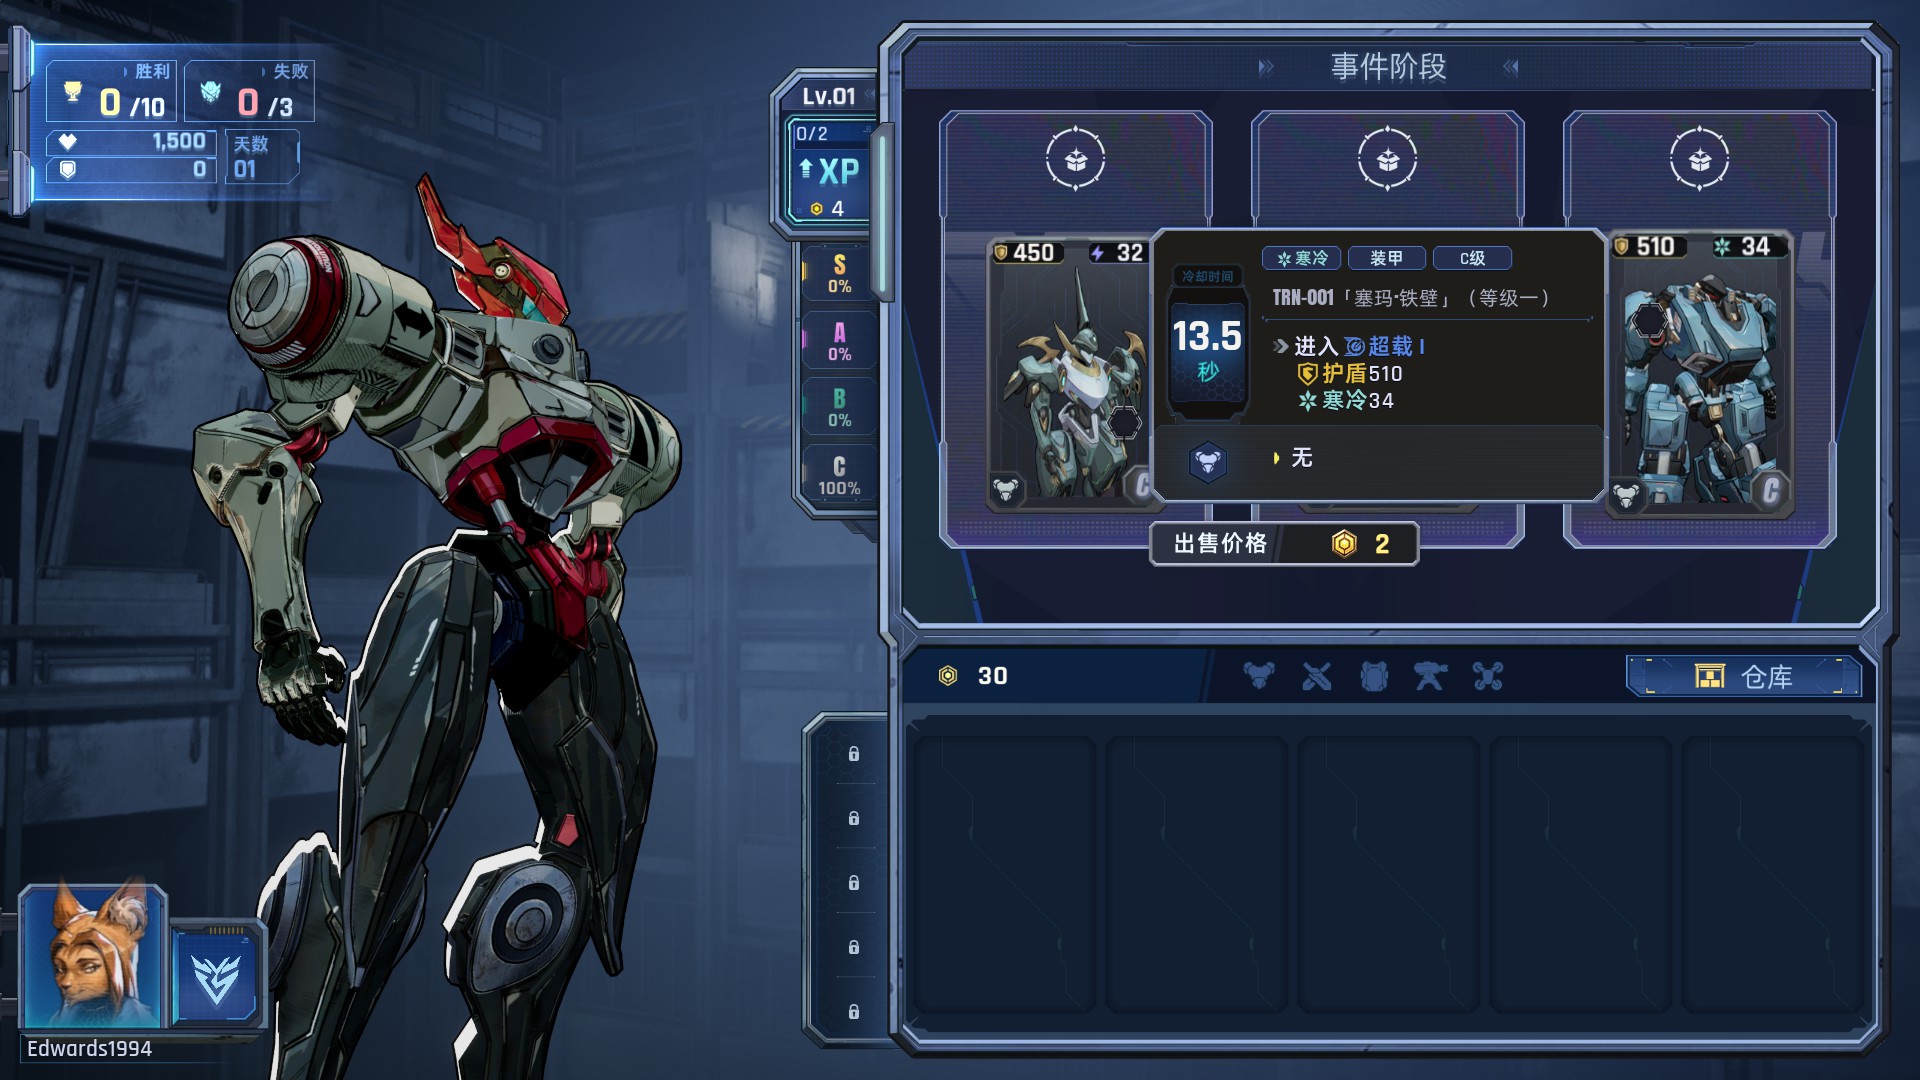 胜利
0 /10
失败
0 /3
1,500
0
天数
01
Lv.01
0/2
XP
4
S
0%
A
0%
B
0%
C
100%
事件阶段
450
32
C
冷却时间
13.5
秒
寒冷
装甲
C级
TRN-001「塞玛·铁壁」（等级一）
进入 超载 I
护盾510
寒冷34
无
510
34
C
出售价格
2
30
仓库
Edwards1994